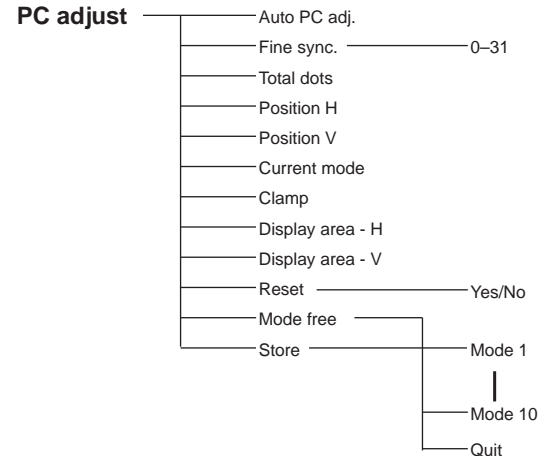 PC adjust Auto PC adj.
Fine sync. 0–31
Total dots
Position H
Position V
Current mode
Clamp
Display area - H
Display area - V
Reset Yes/No
Mode free
Store Mode 1
Mode 10
Quit